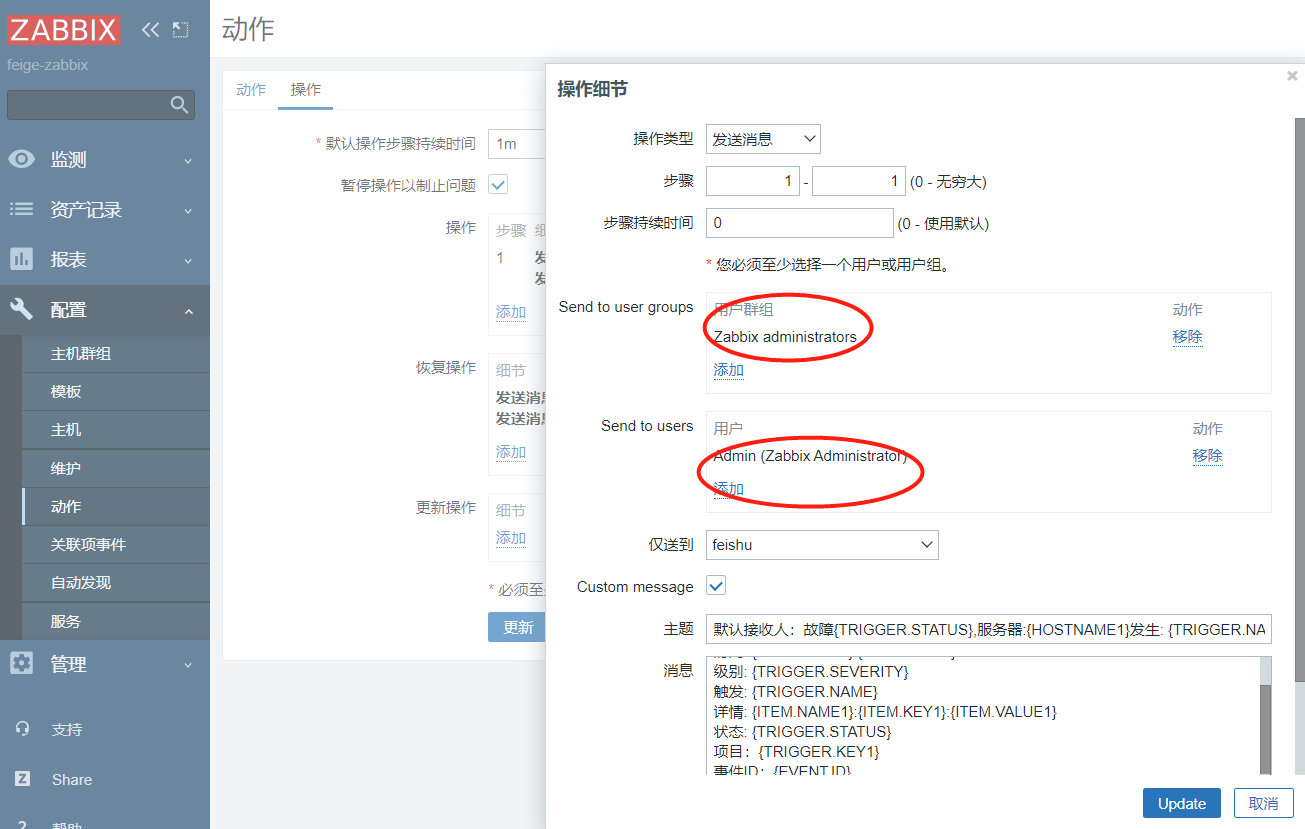 ZABBIX
feige-zabbix
监测
资产记录
报表
配置
主机群组
模板
主机
维护
动作
关联项事件
自动发现
服务
管理
支持
Share
帮助
动作
动作 操作
* 默认操作步骤持续时间 1m
暂停操作以制止问题
操作 步骤 细
1 发
发
添加
恢复操作 细节
发送消息
发送消息
添加
更新操作 细节
添加
* 必须至
更新
操作细节
操作类型 发送消息
步骤 1 - 1 (0 - 无穷大)
步骤持续时间 0 (0 - 使用默认)
* 您必须至少选择一个用户或用户组。
Send to user groups 用户群组 动作
Zabbix administrators 移除
添加
Send to users 用户 动作
Admin (Zabbix Administrator) 移除
添加
仅送到 feishu
Custom message
主题 默认接收人：故障{TRIGGER.STATUS},服务器:{HOSTNAME1}发生: {TRIGGER.NA
消息
级别: {TRIGGER.SEVERITY}
触发: {TRIGGER.NAME}
详情: {ITEM.NAME1}:{ITEM.KEY1}:{ITEM.VALUE1}
状态: {TRIGGER.STATUS}
项目：{TRIGGER.KEY1}
事件ID：{EVENT.ID}
Update 取消